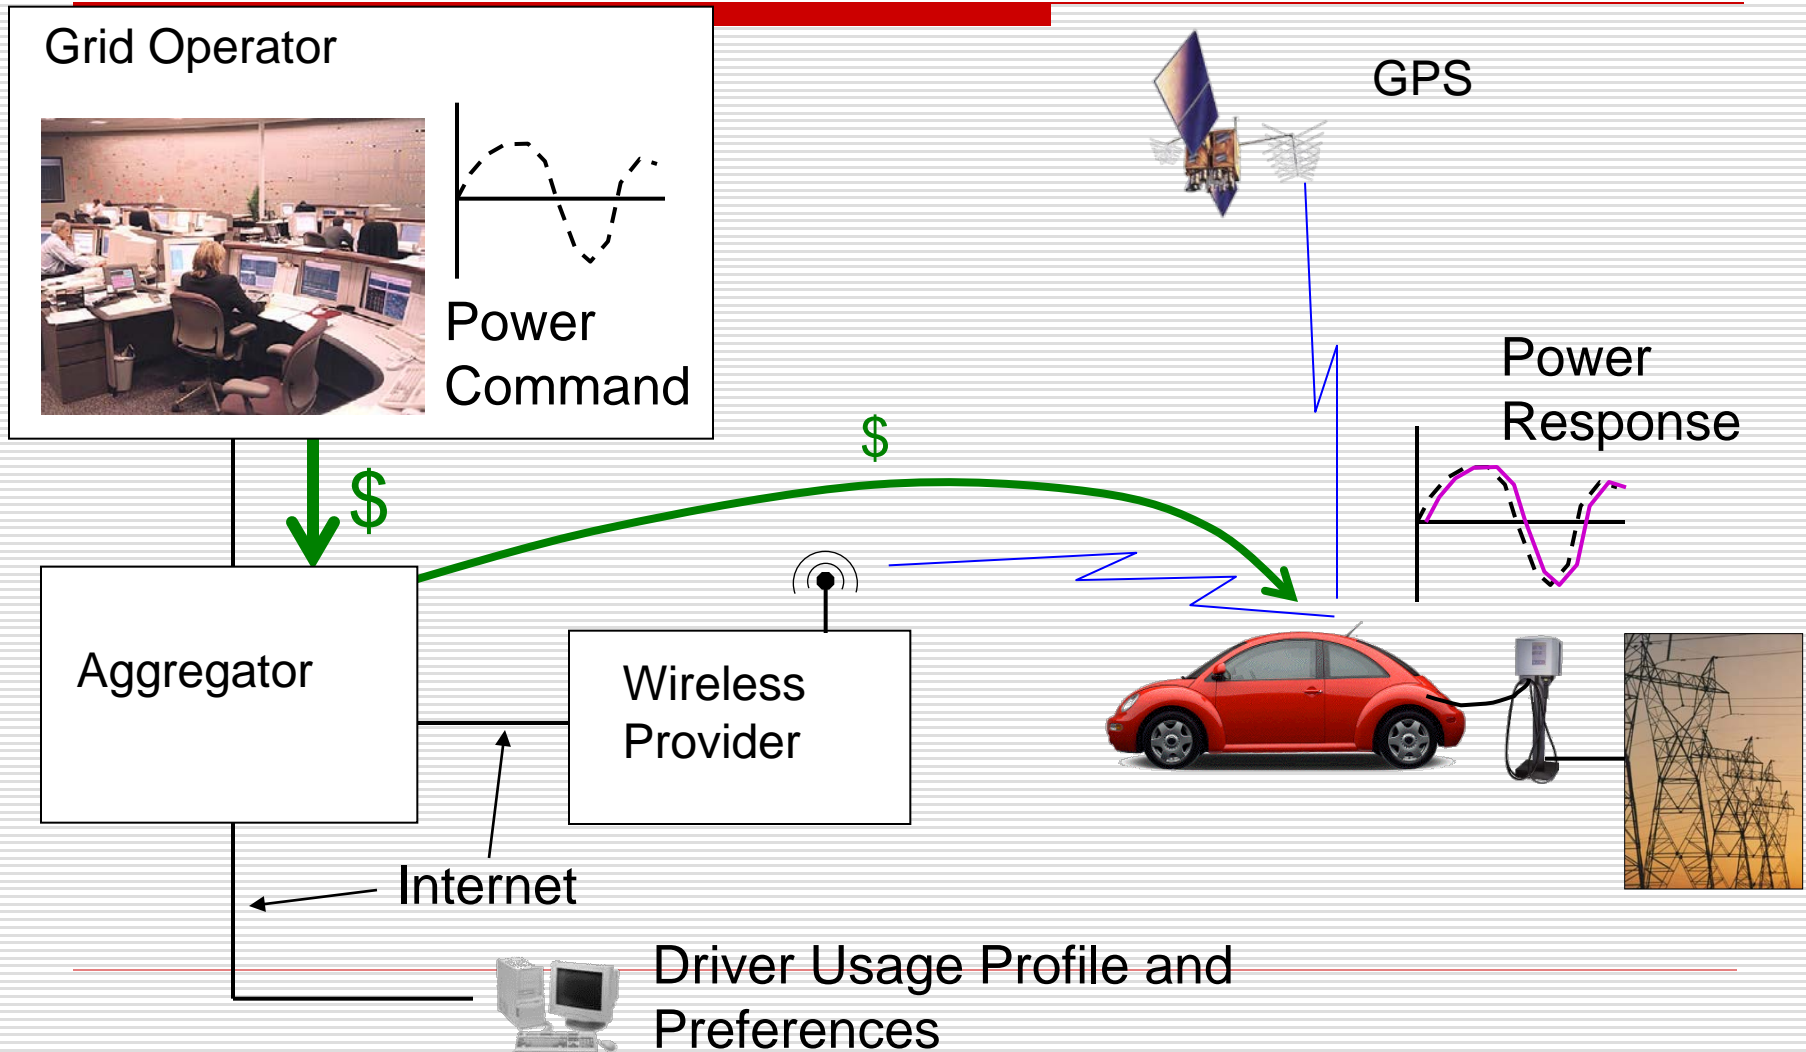 Grid Operator
Power
Command
GPS
Power
Response
$
$
Aggregator
Wireless
Provider
Internet
Driver Usage Profile and
Preferences